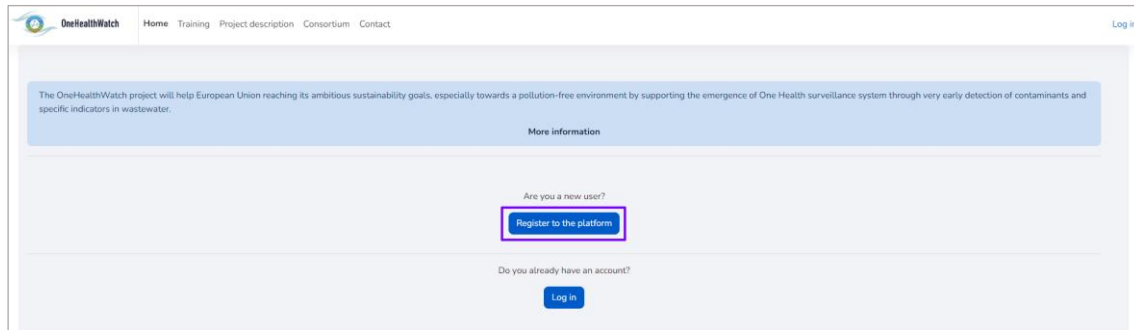 OneHealthWatch Home Training Project description Consortium Contact Log in
The OneHealthWatch project will help European Union reaching its ambitious sustainability goals, especially towards a pollution-free environment by supporting the emergence of One Health surveillance system through very early detection of contaminants and
specific indicators in wastewater.
More information
Are you a new user?
Register to the platform
Do you already have an account?
Log in